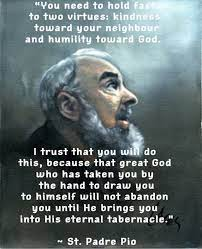 "You need to hold fast
to two virtues: kindness
toward your neighbour
and humility toward God.
I trust that you will do
this, because that great God
who has taken you by
the hand to draw you
to himself will not abandon
you until He brings you
into His eternal tabernacle."
~ St. Padre Pio